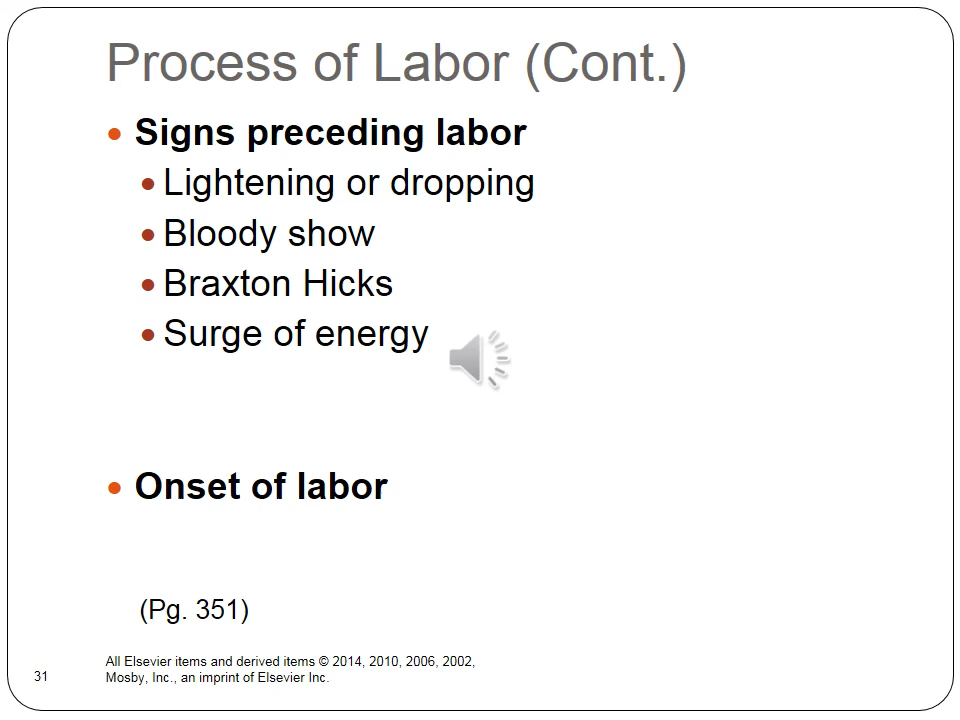 Process of Labor (Cont.)
Signs preceding labor
Lightening or dropping
Bloody show
Braxton Hicks
Surge of energy
Onset of labor
(Pg. 351)
All Elsevier items and derived items © 2014, 2010, 2006, 2002,
Mosby, Inc., an imprint of Elsevier Inc.
31